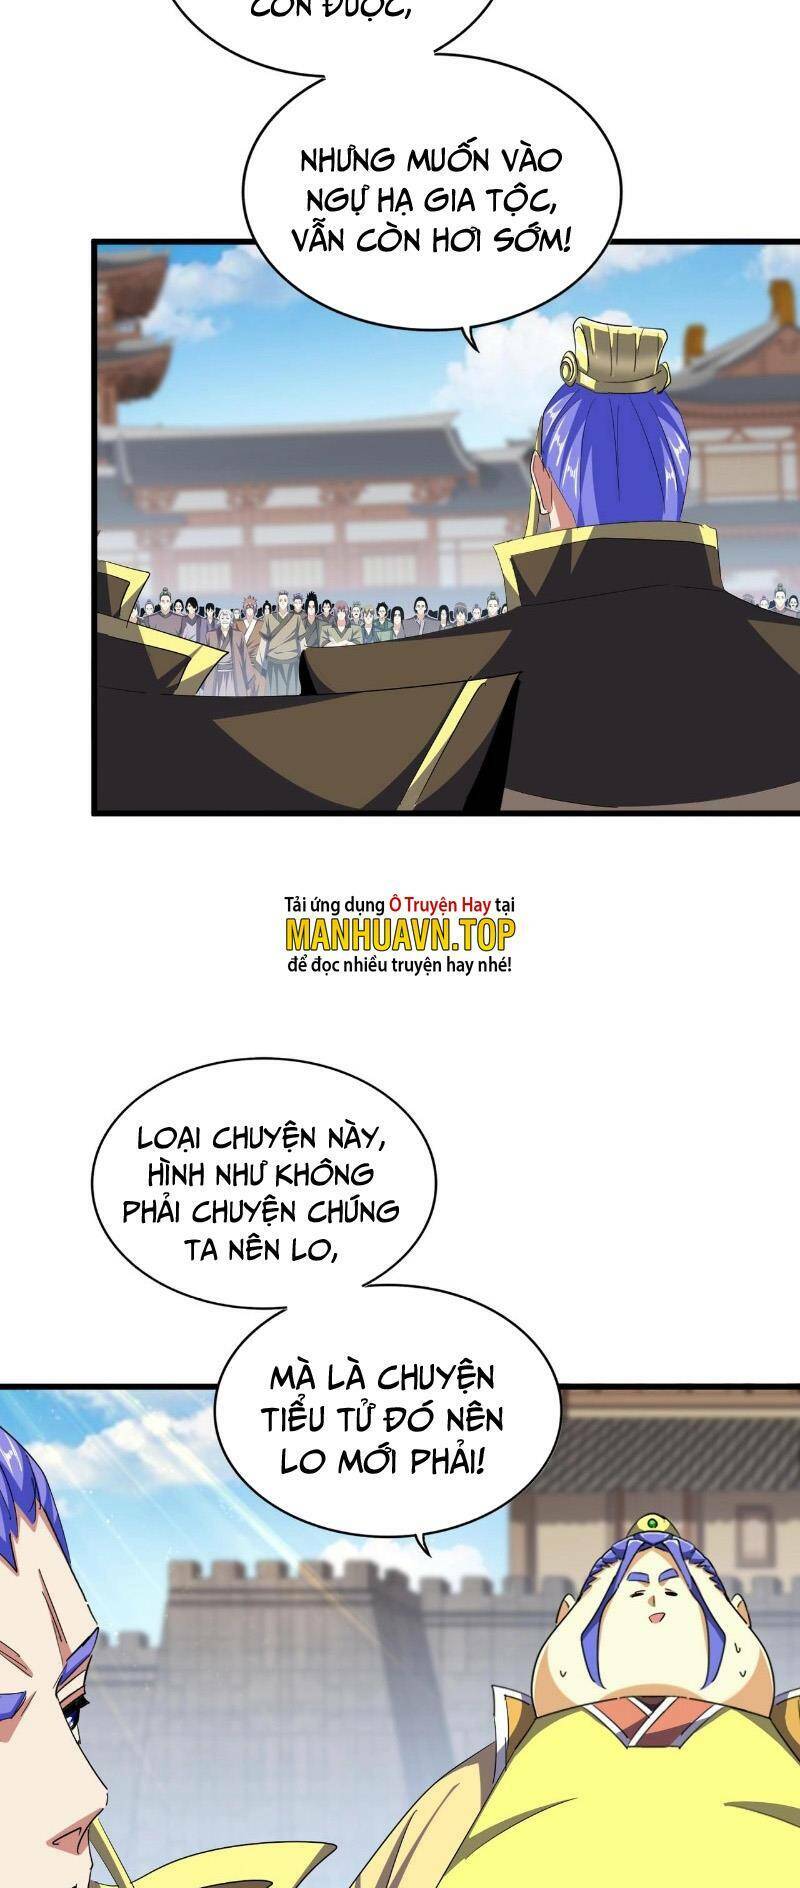 CÒN ĐƯỢC,
NHƯNG MUỐN VÀO
NGỰ HẠ GIA TỘC,
VẪN CÒN HƠI SỚM!
Tải ứng dụng Ô Truyện Hay tại
MANHUAVN.TOP
để đọc nhiều truyện hay nhé!
LOẠI CHUYỆN NÀY,
HÌNH NHƯ KHÔNG
PHẢI CHUYỆN CHÚNG
TA NÊN LO,
MÀ LÀ CHUYỆN
TIỂU TỬ ĐÓ NÊN
LO MỚI PHẢI!